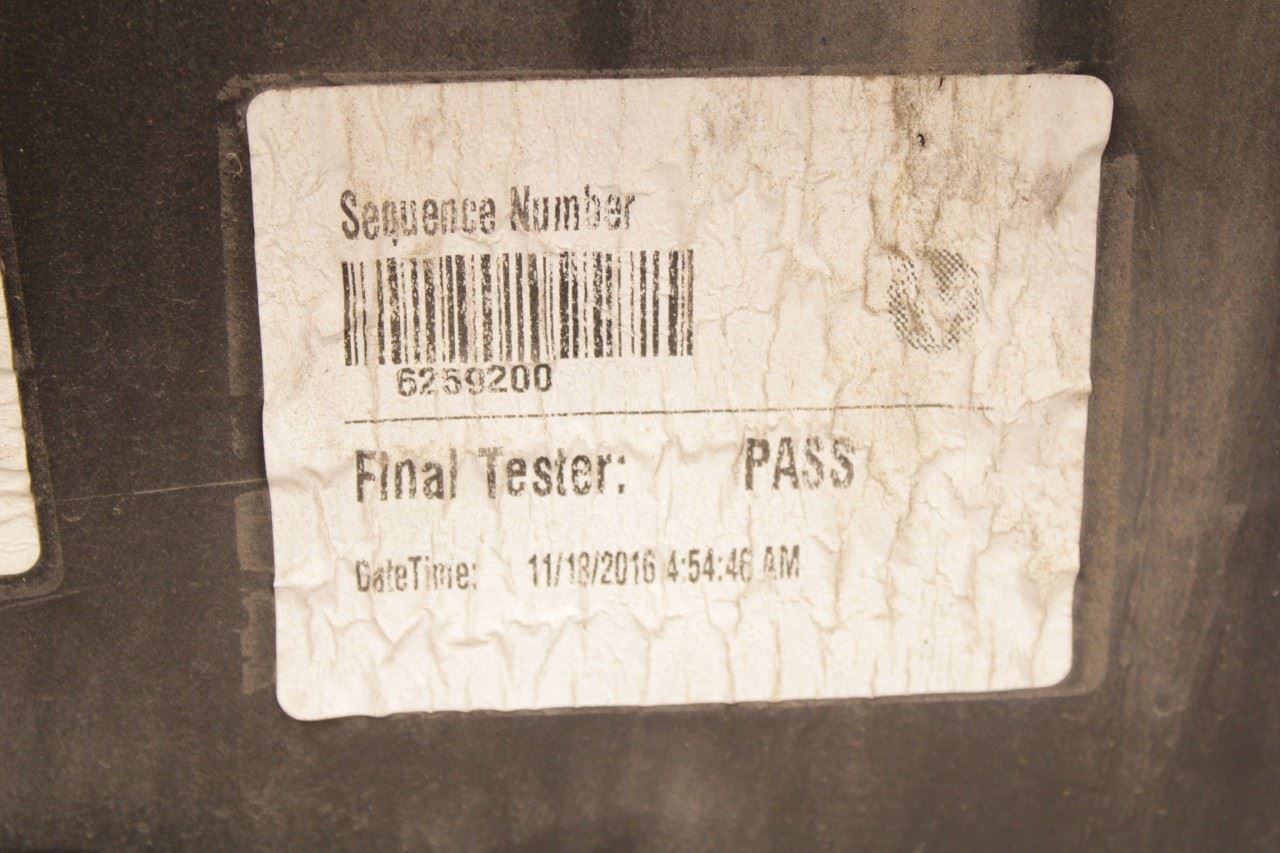 Sequence Number
6259200
Final Tester: PASS
DateTime: 11/18/2016 4:54:46 AM